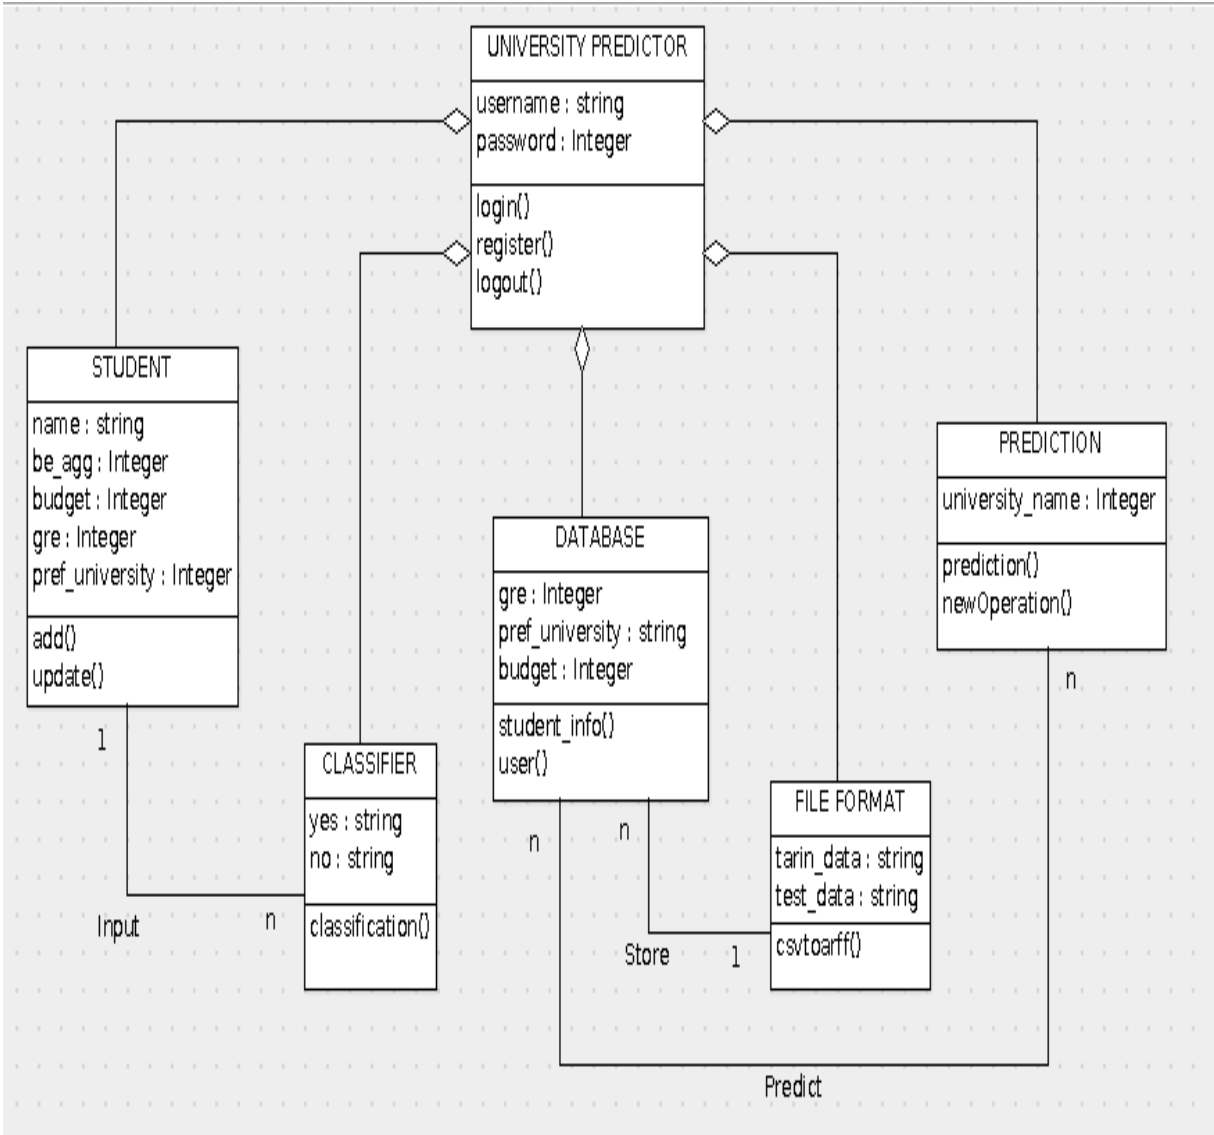 UNIVERSITY PREDICTOR
username : string
password : Integer
login()
register()
logout()
STUDENT
name : string
be_agg : Integer
budget : Integer
gre : Integer
pref_university : Integer
add()
update()
PREDICTION
university_name : Integer
prediction()
newOperation()
DATABASE
gre : Integer
pref_university : string
budget : Integer
student_info()
user()
CLASSIFIER
yes : string
no : string
classification()
FILE FORMAT
tarin_data : string
test_data : string
csvtoarff()
1
Input
n
n
n
Store
1
n
Predict